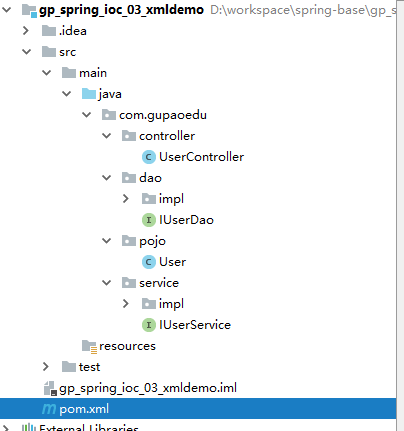 gp_spring_ioc_03_xmldemo D:\workspace\spring-base\gp_s
.idea
src
main
java
com.gupaoedu
controller
UserController
dao
impl
IUserDao
pojo
User
service
impl
IUserService
resources
test
gp_spring_ioc_03_xmldemo.iml
pom.xml
External Libraries